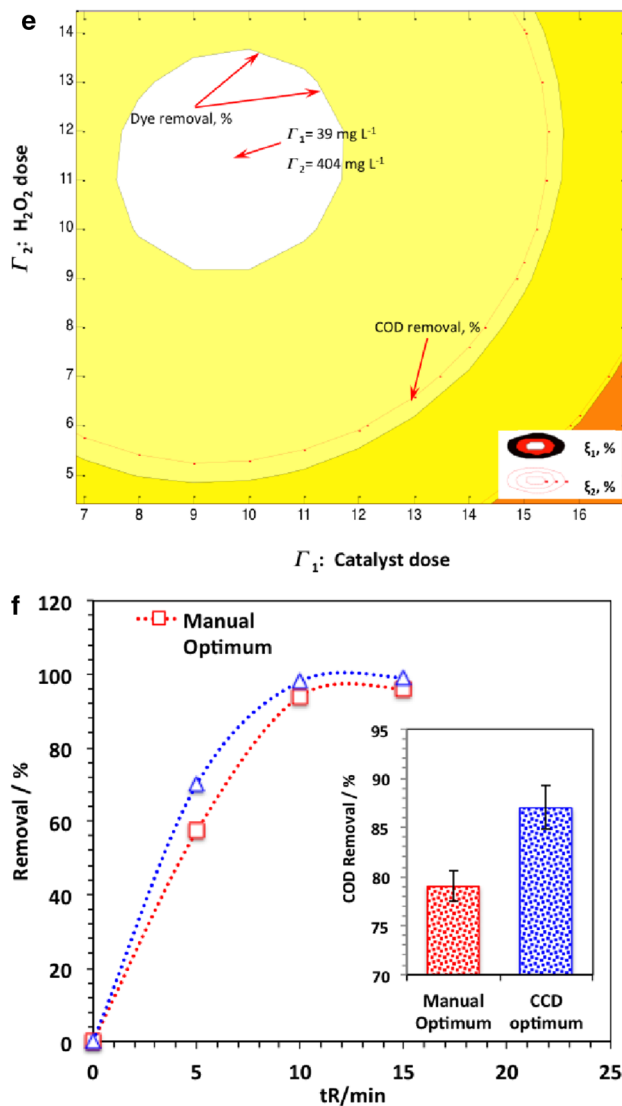 e
14
13
12
11
10
9
8
7
6
5
Γ2: H2O2 dose
Dye removal, %
Γ1= 39 mg L-1
Γ2= 404 mg L-1
COD removal, %
ξ1, %
ξ2, %
7 8 9 10 11 12 13 14 15 16
Γ1: Catalyst dose
f
120
100
80
60
40
20
0
Removal / %
Manual
Optimum
95
90
85
80
75
70
COD Removal / %
Manual
Optimum
CCD
optimum
0 5 10 15 20 25
tR/min